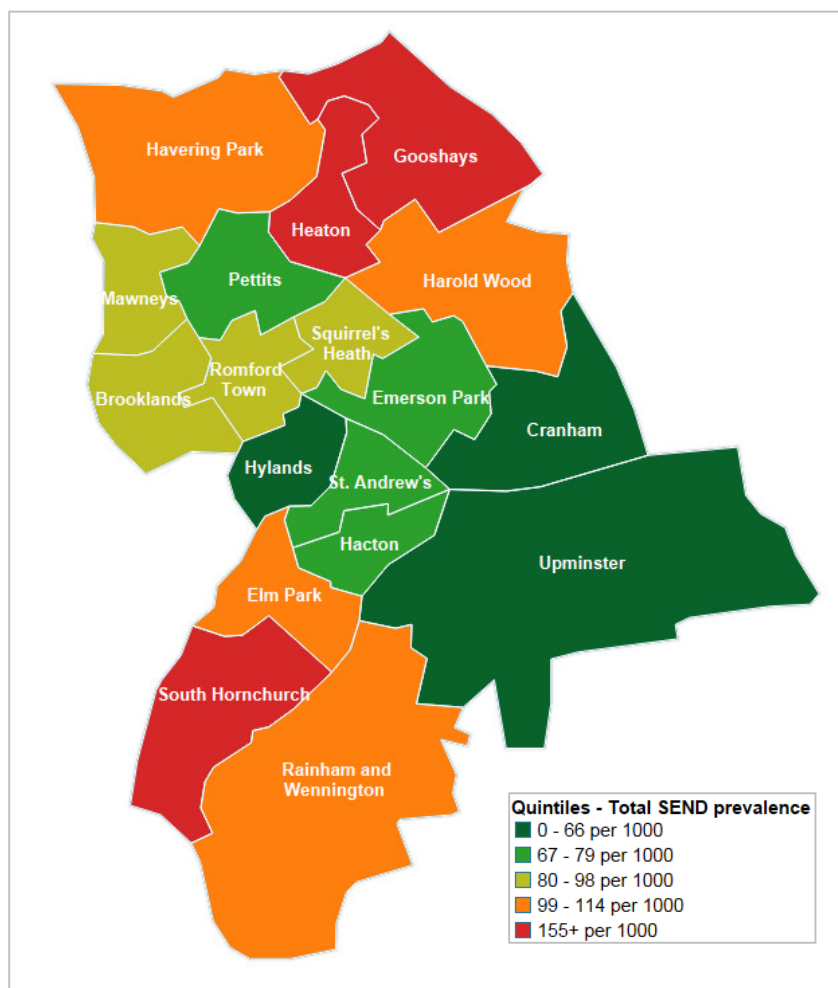 Havering Park
Gooshays
Heaton
Harold Wood
Pettits
Mawneys
Squirrel's
Heath
Romford
Town
Brooklands
Emerson Park
Cranham
Hylands
St. Andrew's
Hacton
Upminster
Elm Park
South Hornchurch
Rainham and
Wennington
Quintiles - Total SEND prevalence
0 - 66 per 1000
67 - 79 per 1000
80 - 98 per 1000
99 - 114 per 1000
155+ per 1000